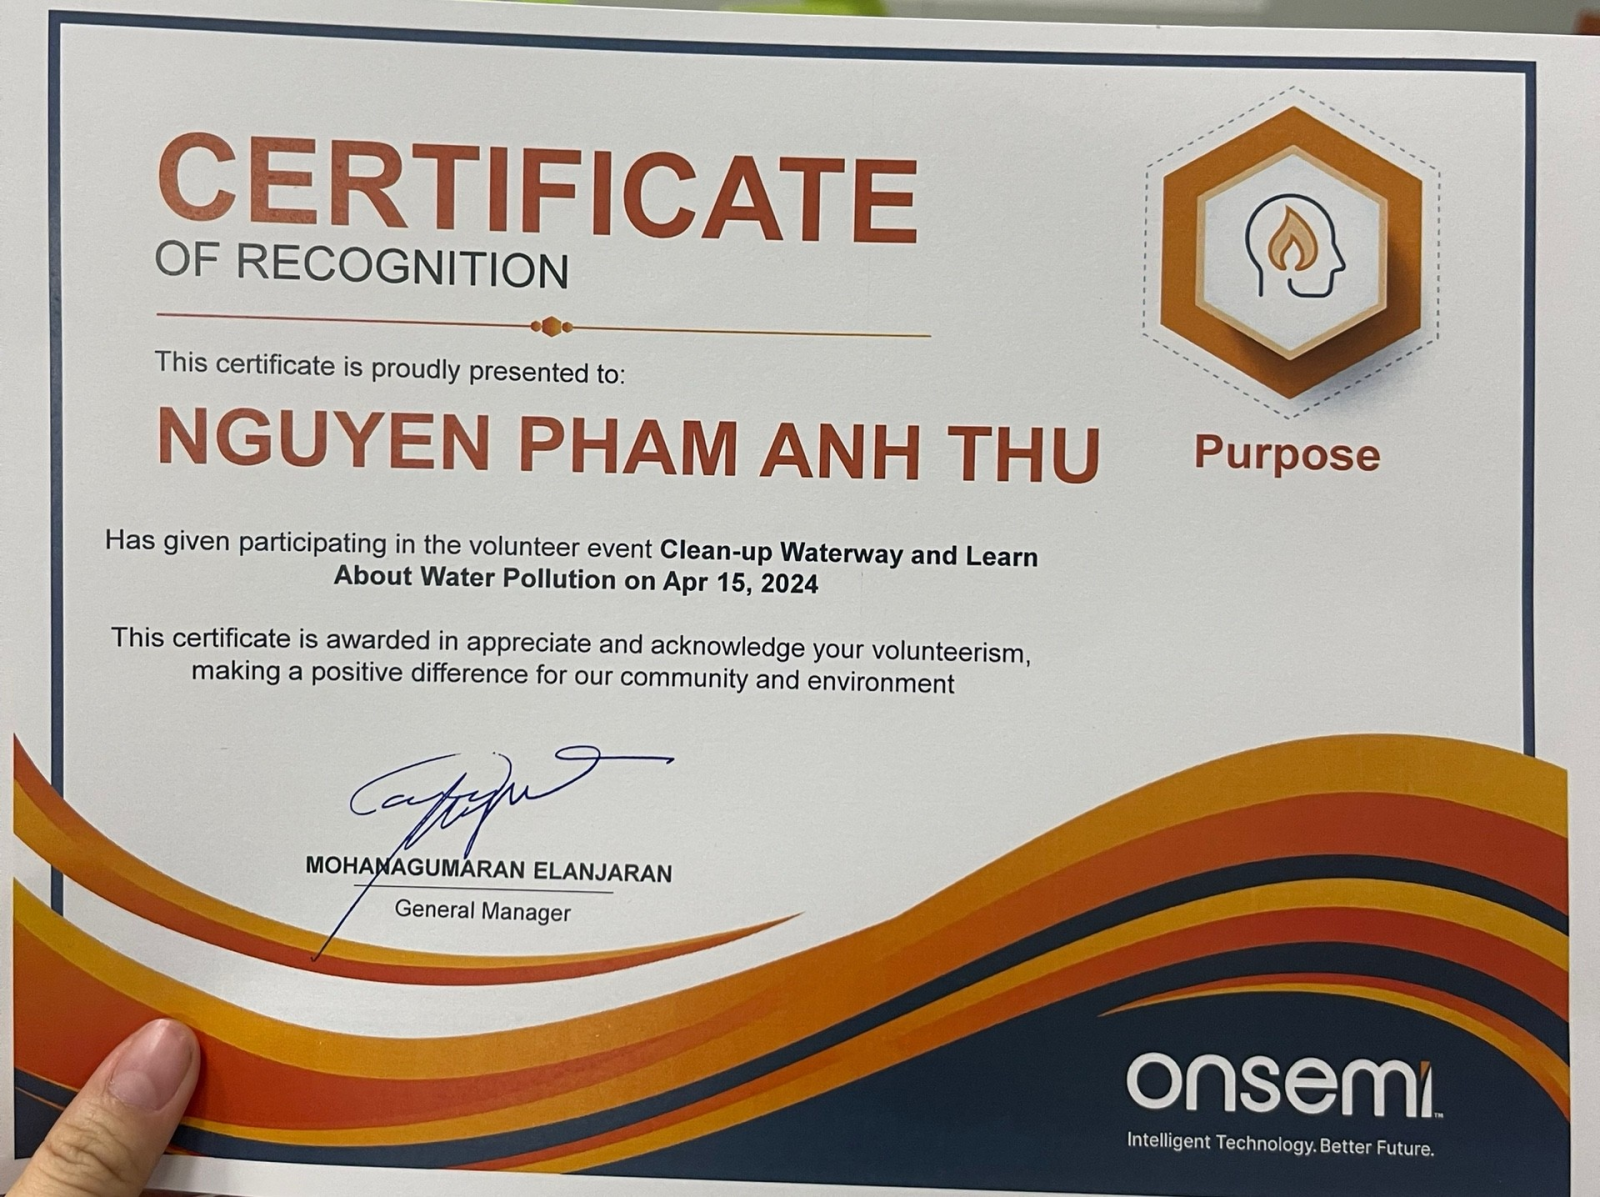 CERTIFICATE
OF RECOGNITION
This certificate is proudly presented to:
NGUYEN PHAM ANH THU
Purpose
Has given participating in the volunteer event Clean-up Waterway and Learn
About Water Pollution on Apr 15, 2024
This certificate is awarded in appreciate and acknowledge your volunteerism,
making a positive difference for our community and environment
MOHANAGUMARAN ELANJARAN
General Manager
onsemi™
Intelligent Technology. Better Future.